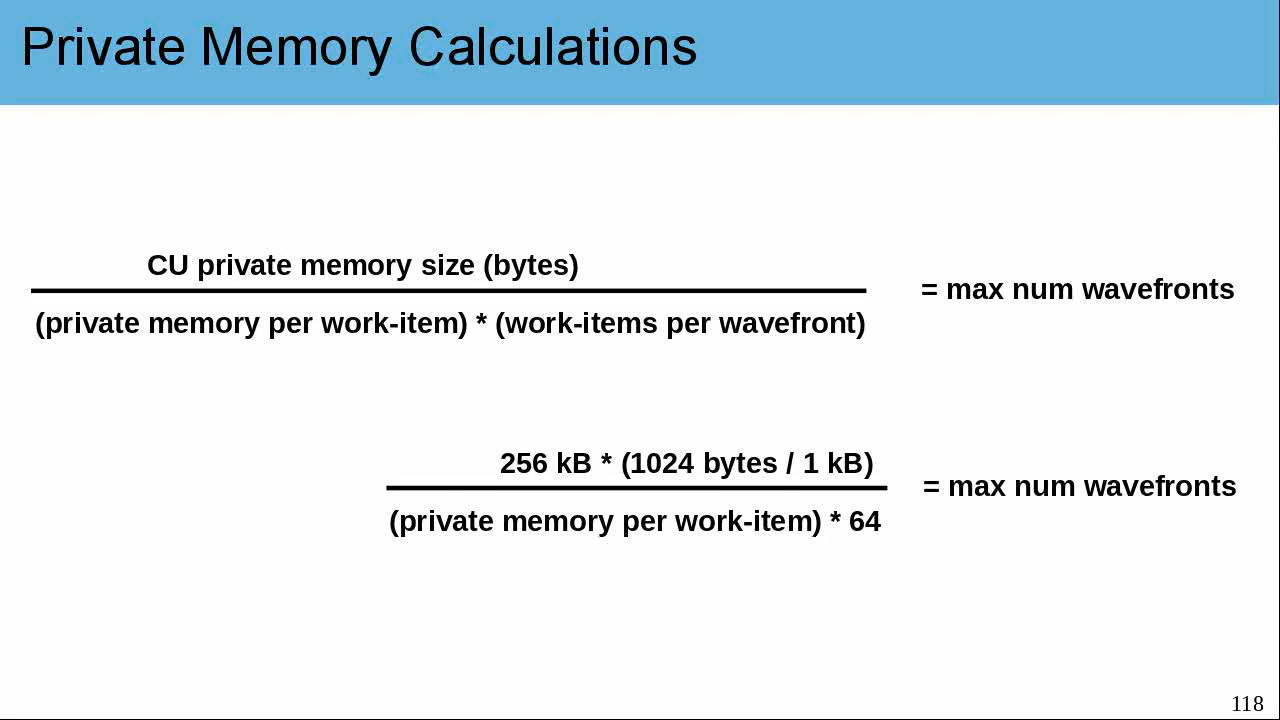 Private Memory Calculations
CU private memory size (bytes)
(private memory per work-item) * (work-items per wavefront)
= max num wavefronts
256 kB * (1024 bytes / 1 kB)
(private memory per work-item) * 64
= max num wavefronts
118